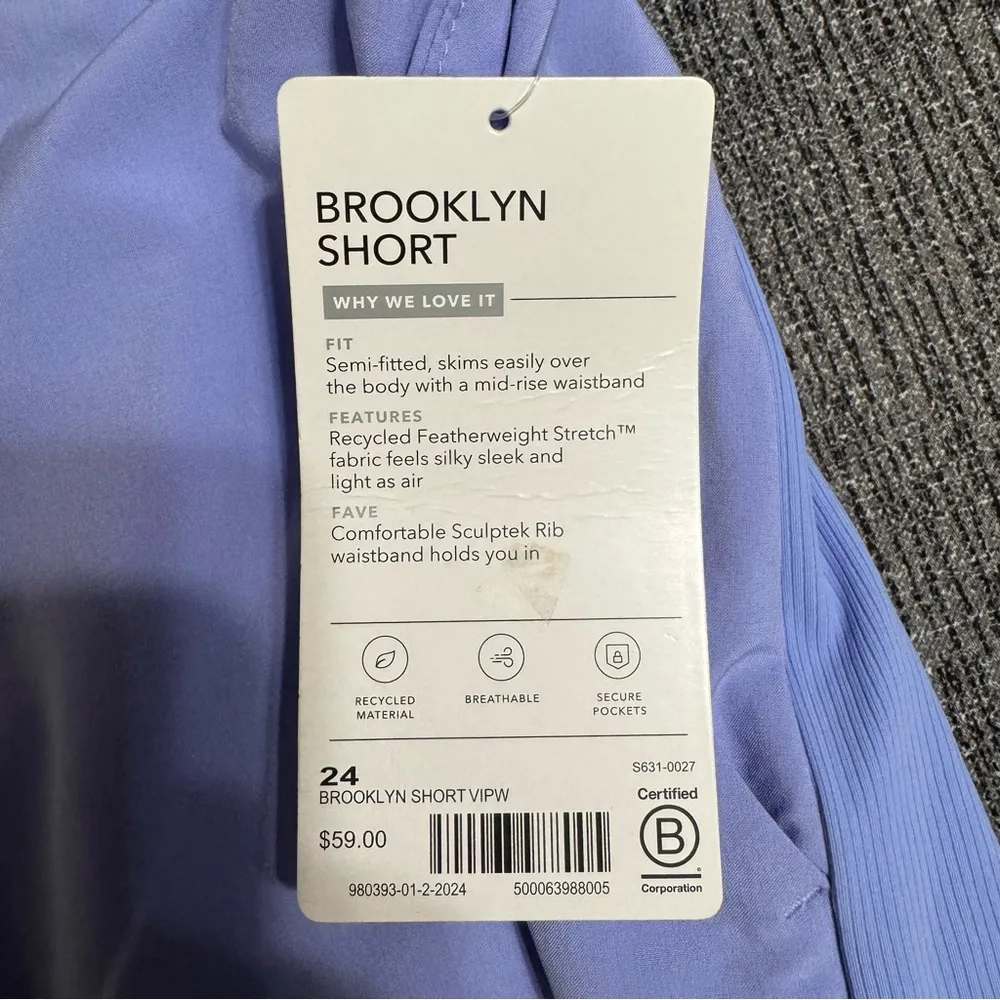 BROOKLYN
SHORT
WHY WE LOVE IT
FIT
Semi-fitted, skims easily over
the body with a mid-rise waistband
FEATURES
Recycled Featherweight Stretch™
fabric feels silky sleek and
light as air
FAVE
Comfortable Sculptek Rib
waistband holds you in
RECYCLED
MATERIAL
BREATHABLE
SECURE
POCKETS
24
S631-0027
BROOKLYN SHORT VIPW
$59.00
Certified
B
Corporation
980393-01-2-2024
500063988005